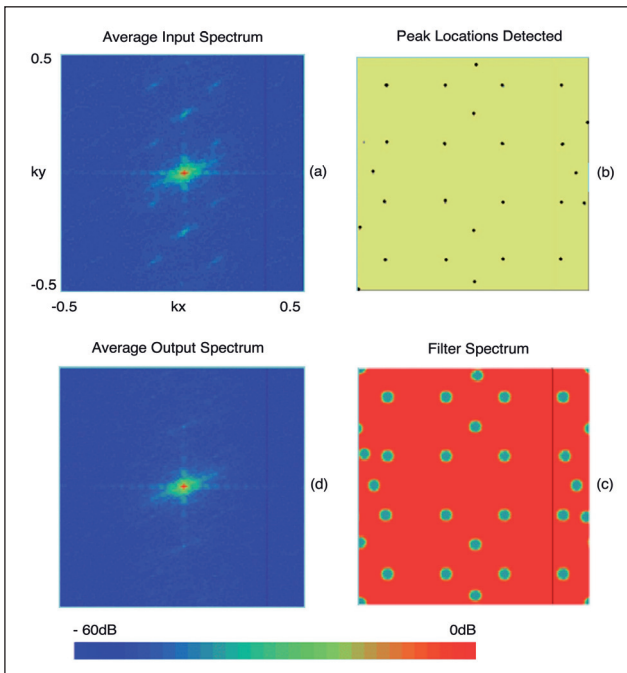 Average Input Spectrum
Peak Locations Detected
0.5
ky
(a)
(b)
-0.5
-0.5
kx
0.5
Average Output Spectrum
Filter Spectrum
(d)
(c)
- 60dB
0dB